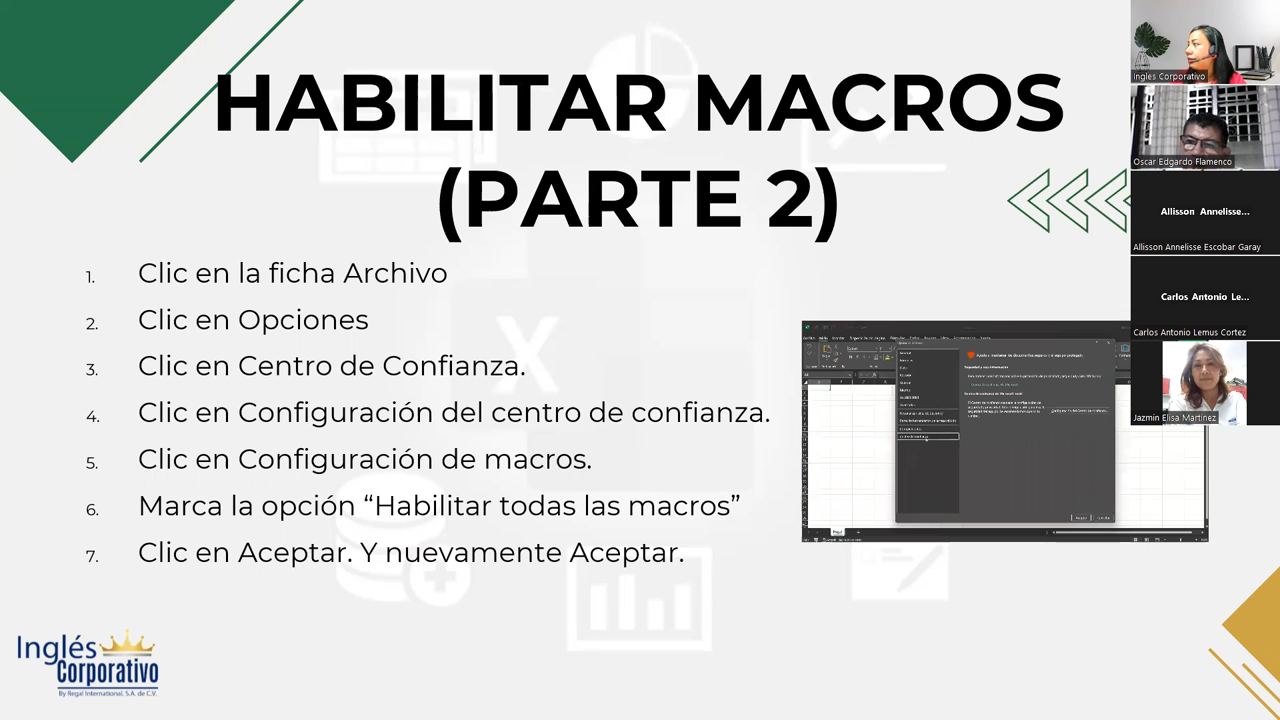 HABILITAR MACROS
(PARTE 2)
1. Clic en la ficha Archivo
2. Clic en Opciones
3. Clic en Centro de Confianza.
4. Clic en Configuración del centro de confianza.
5. Clic en Configuración de macros.
6. Marca la opción “Habilitar todas las macros”
7. Clic en Aceptar. Y nuevamente Aceptar.
Inglés
Corporativo
By Regal International, S.A. de C.V.
Ingles Corporativo
Oscar Edgardo Flamenco
Allisson Annelisse...
Allisson Annelisse Escobar Garay
Carlos Antonio Le...
Carlos Antonio Lemus Cortez
Jazmin Elisa Martinez